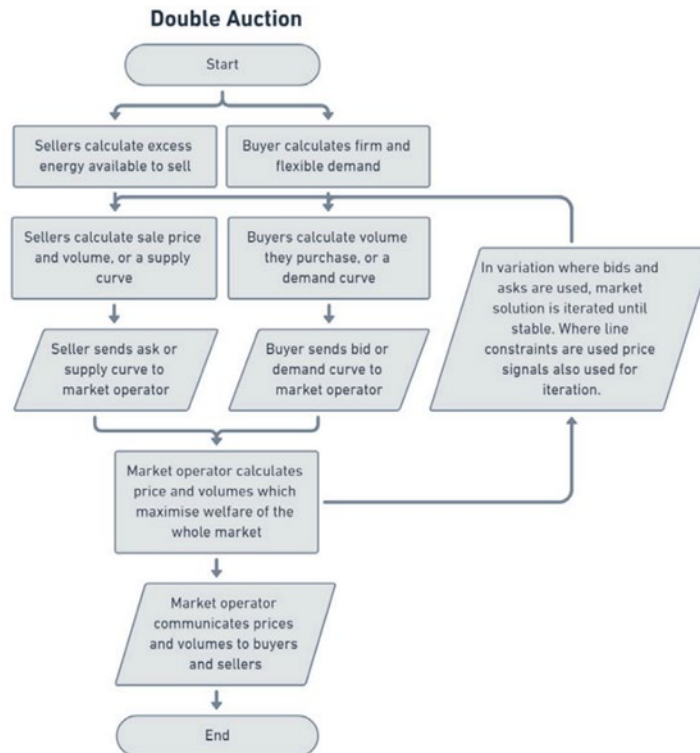 Double Auction
Start
Sellers calculate excess
energy available to sell
Buyer calculates firm and
flexible demand
Sellers calculate sale price
and volume, or a supply
curve
Buyers calculate volume
they purchase, or a
demand curve
In variation where bids and
asks are used, market
solution is iterated until
stable. Where line
constraints are used price
signals also used for
iteration.
Seller sends ask or
supply curve to
market operator
Buyer sends bid or
demand curve to
market operator
Market operator calculates
price and volumes which
maximise welfare of the
whole market
Market operator
communicates prices
and volumes to buyers
and sellers
End